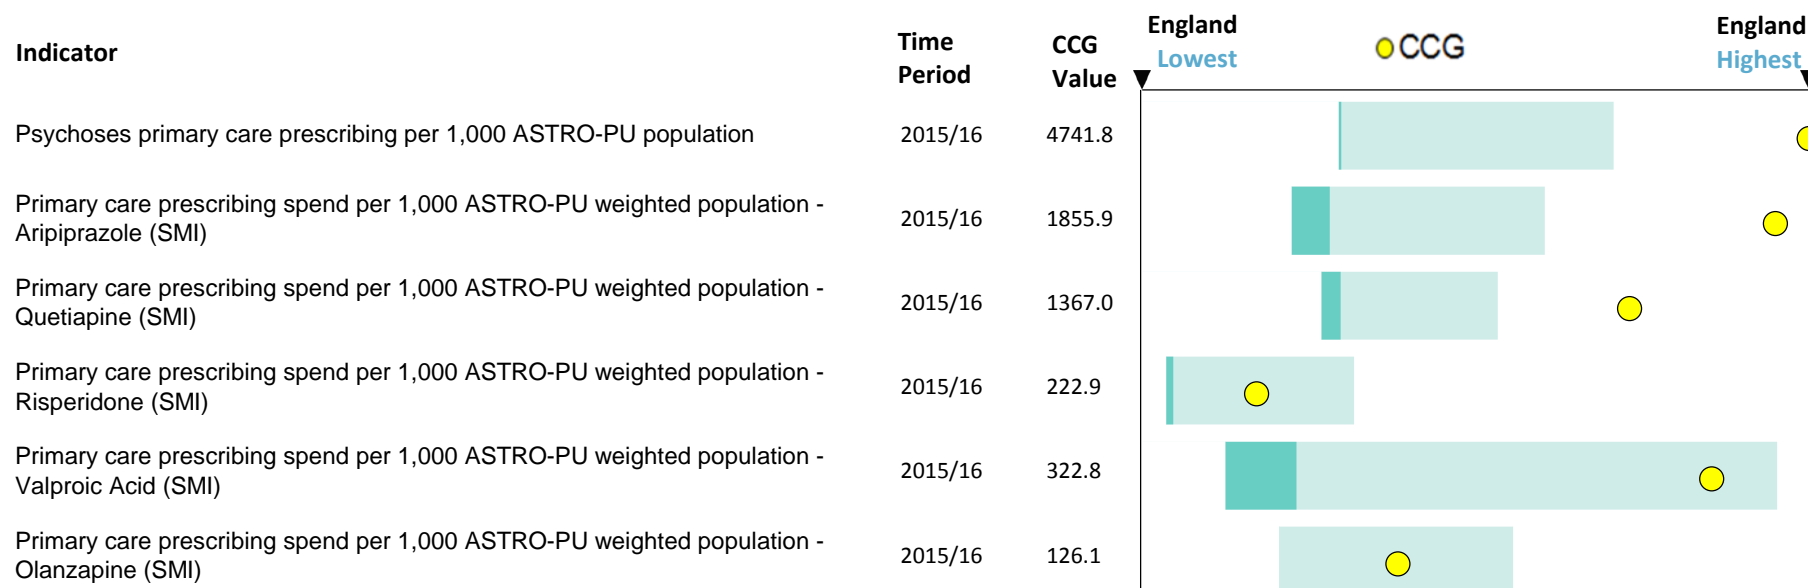 Indicator
Time
Period
CCG
Value
England
Lowest
CCG
England
Highest
Psychoses primary care prescribing per 1,000 ASTRO-PU population
2015/16
4741.8
Primary care prescribing spend per 1,000 ASTRO-PU weighted population -
Aripiprazole (SMI)
2015/16
1855.9
Primary care prescribing spend per 1,000 ASTRO-PU weighted population -
Quetiapine (SMI)
2015/16
1367.0
Primary care prescribing spend per 1,000 ASTRO-PU weighted population -
Risperidone (SMI)
2015/16
222.9
Primary care prescribing spend per 1,000 ASTRO-PU weighted population -
Valproic Acid (SMI)
2015/16
322.8
Primary care prescribing spend per 1,000 ASTRO-PU weighted population -
Olanzapine (SMI)
2015/16
126.1